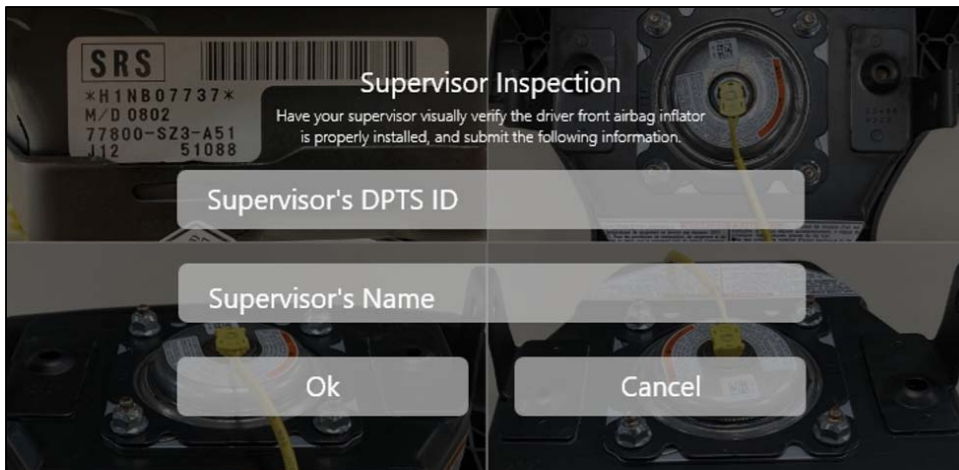 SRS
*H1NB07737*
M/D 0802
77800-SZ3-A51
J12 51088
Supervisor Inspection
Have your supervisor visually verify the driver front airbag inflator
is properly installed, and submit the following information.
Supervisor's DPTS ID
Supervisor's Name
Ok
Cancel